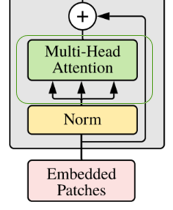 +
Multi-Head
Attention
Norm
Embedded
Patches